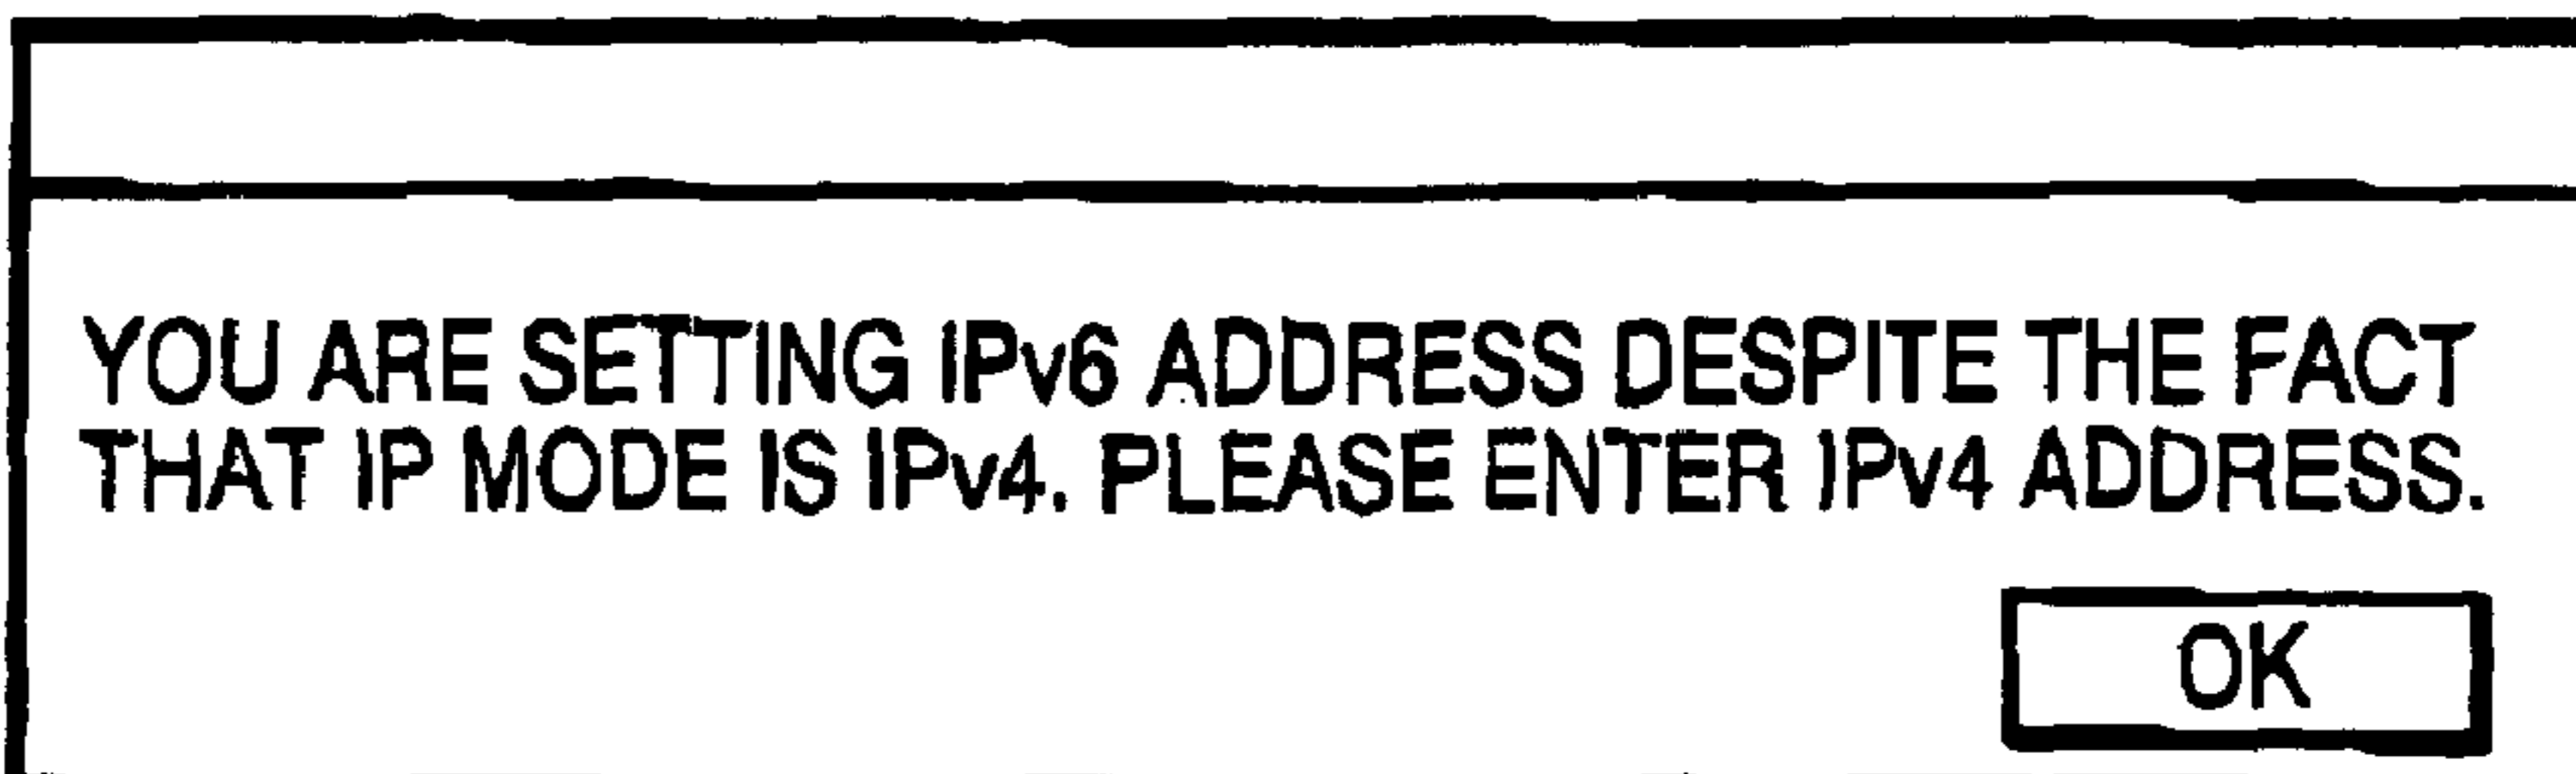 YOU ARE SETTING IPv6 ADDRESS DESPITE THE FACT
THAT IP MODE IS IPv4. PLEASE ENTER IPv4 ADDRESS.
OK